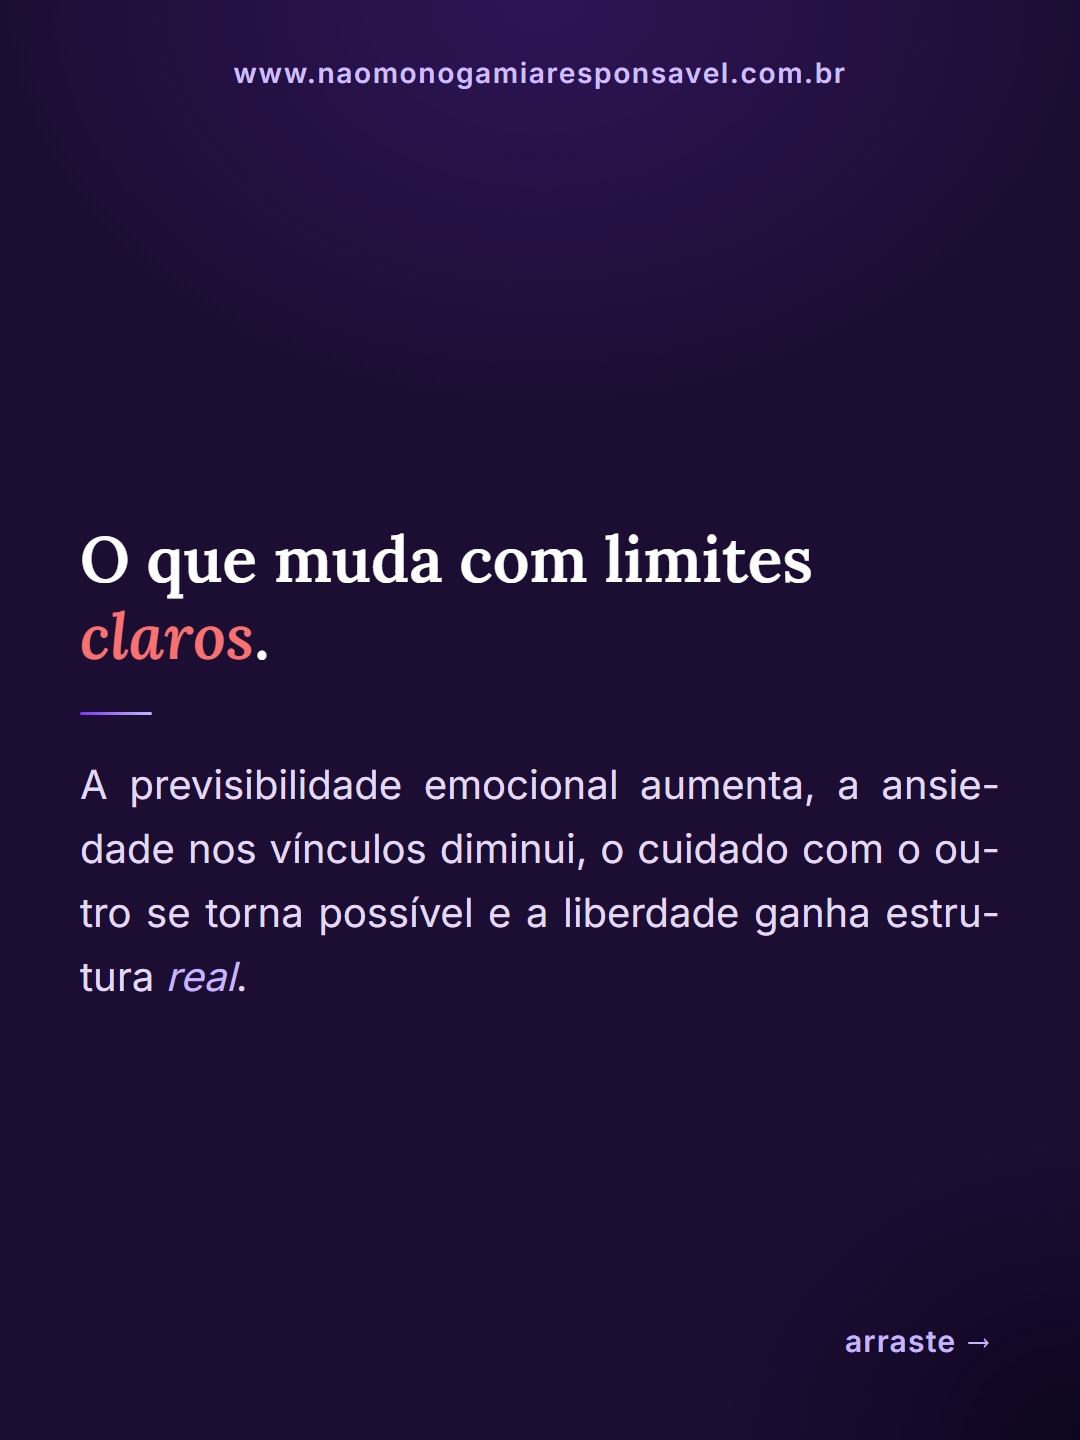 www.naomonogamiaresponsavel.com.br
O que muda com limites
claros.
A previsibilidade emocional aumenta, a ansie-
dade nos vínculos diminui, o cuidado com o ou-
tro se torna possível e a liberdade ganha estru-
tura real.
arraste →